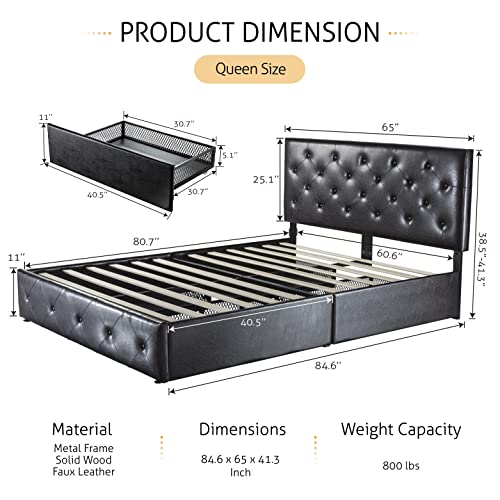 PRODUCT DIMENSION
Queen Size
11''
30.7''
5.1''
30.7''
40.5''
65''
25.1''
38.5''-41.3''
80.7''
60.6''
11''
40.5''
84.6''
Material
Metal Frame
Solid Wood
Faux Leather
Dimensions
84.6 x 65 x 41.3
Inch
Weight Capacity
800 lbs